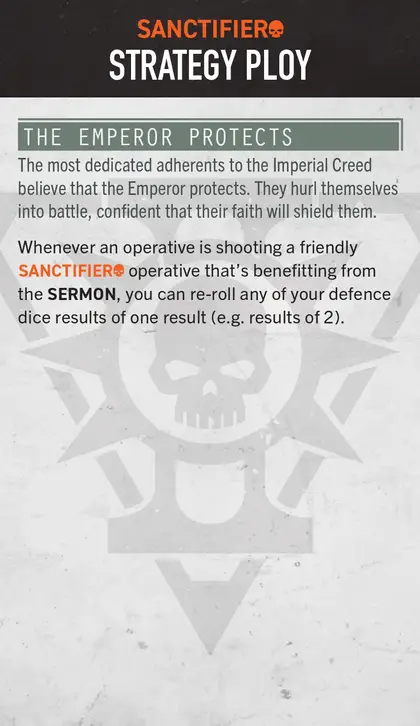 SANCTIFIER
STRATEGY PLOY
THE EMPEROR PROTECTS
The most dedicated adherents to the Imperial Creed
believe that the Emperor protects. They hurl themselves
into battle, confident that their faith will shield them.
Whenever an operative is shooting a friendly
SANCTIFIER operative that's benefitting from
the SERMON, you can re-roll any of your defence
dice results of one result (e.g. results of 2).